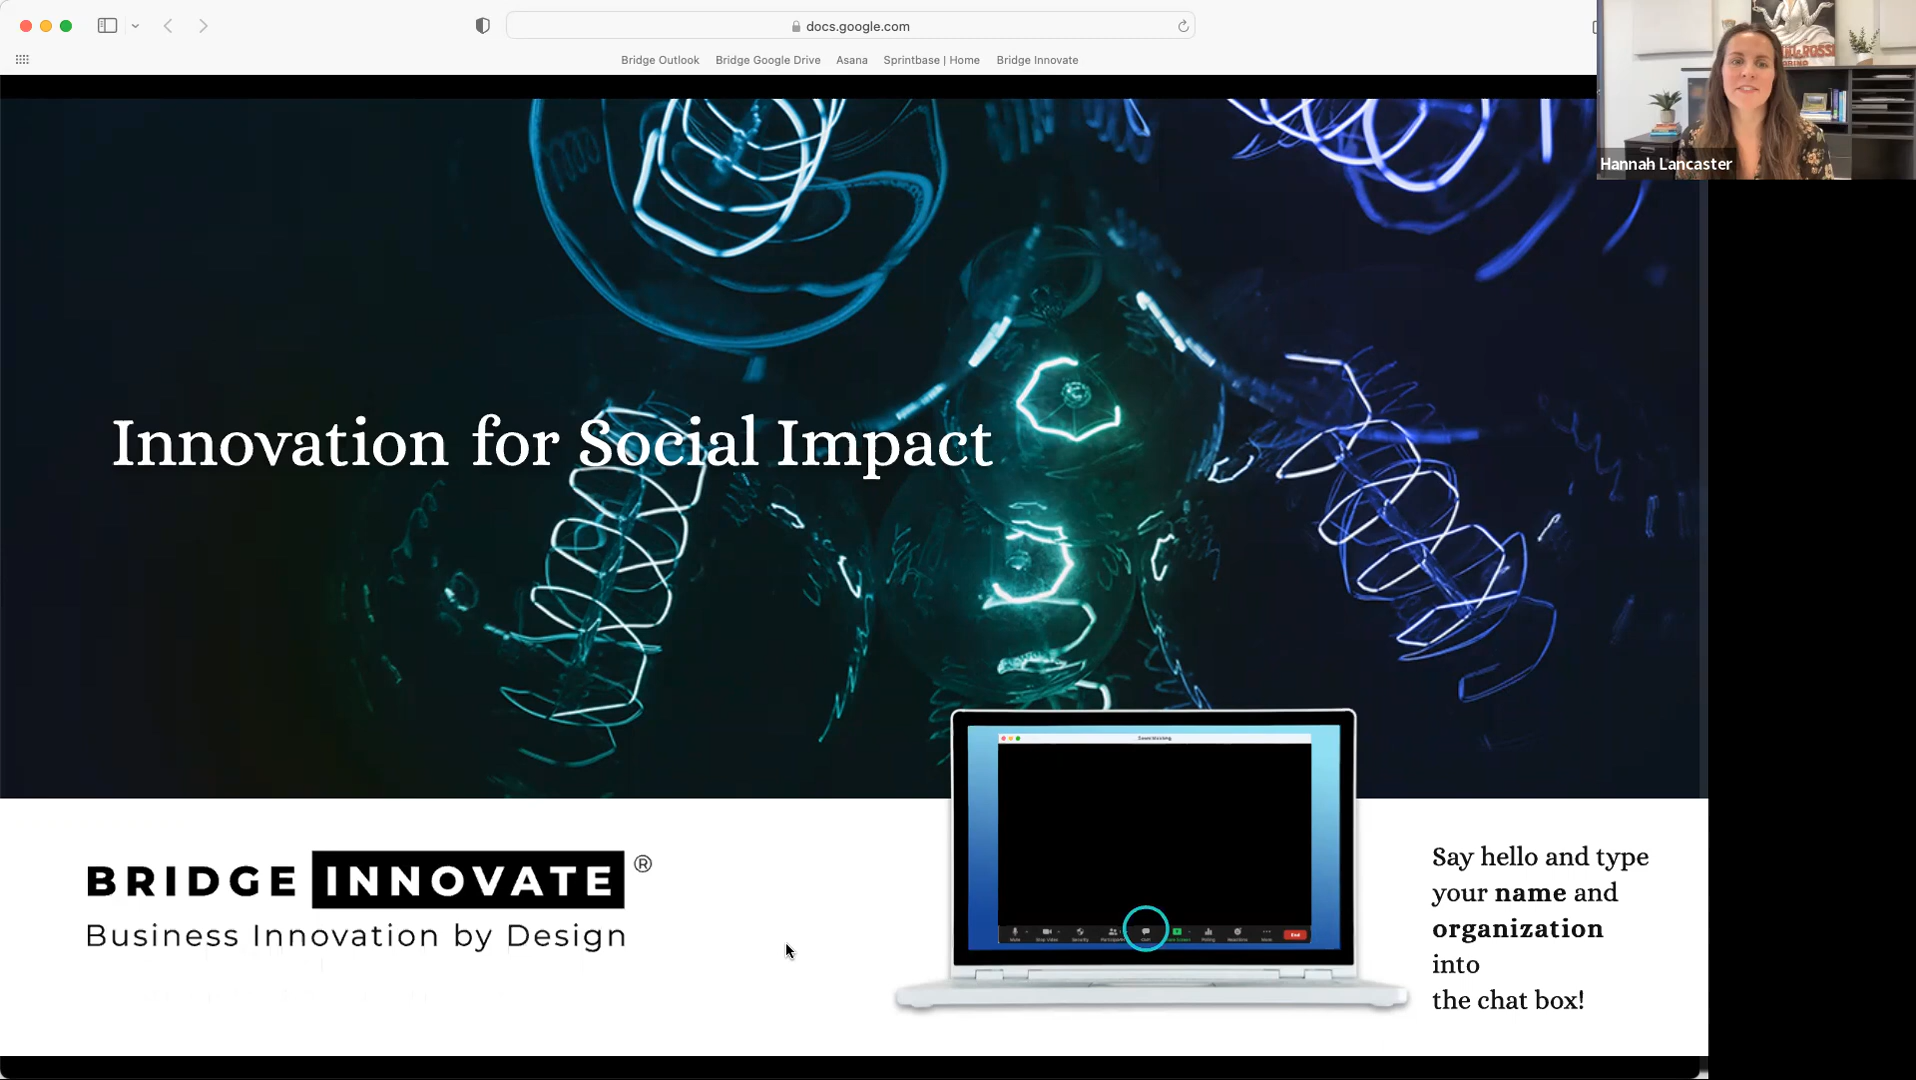 docs.google.com
Bridge Outlook Bridge Google Drive Asana Sprintbase | Home Bridge Innovate
Hannah Lancaster
Innovation for Social Impact
BRIDGE INNOVATE ®
Business Innovation by Design
Say hello and type
your name and
organization
into
the chat box!
End